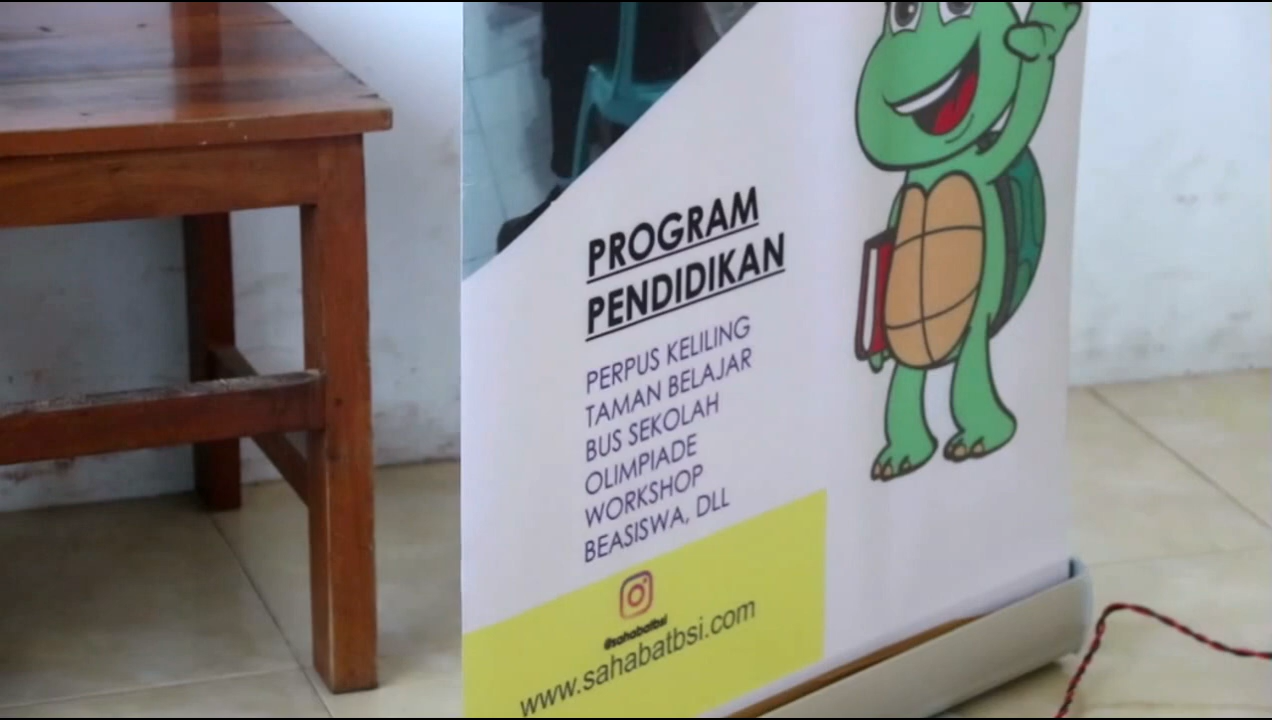 PROGRAM
PENDIDIKAN
PERPUS KELILING
TAMAN BELAJAR
BUS SEKOLAH
OLIMPIADE
WORKSHOP
BEASISWA, DLL
@sahabatbsi
www.sahabatbsi.com